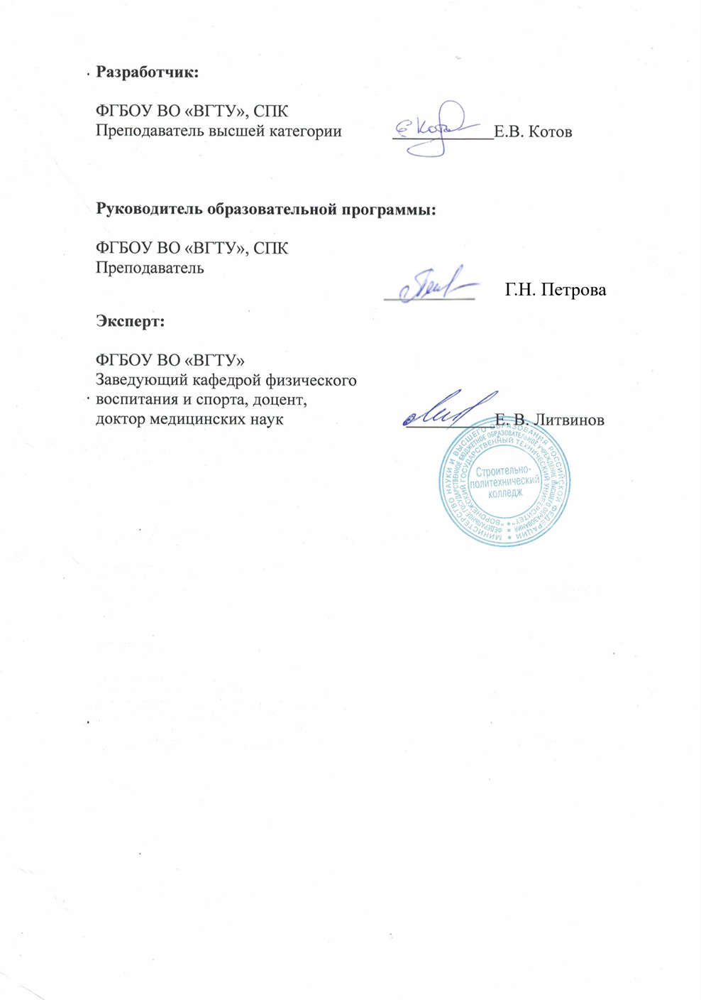 Разработчик:
ФГБОУ ВО «ВГТУ», СПК
Преподаватель высшей категории Е.В. Котов
Руководитель образовательной программы:
ФГБОУ ВО «ВГТУ», СПК
Преподаватель
Г.Н. Петрова
Эксперт:
ФГБОУ ВО «ВГТУ»
Заведующий кафедрой физического
воспитания и спорта, доцент,
доктор медицинских наук Е. В. Литвинов
МИНИСТЕРСТВО НАУКИ И ВЫСШЕГО ОБРАЗОВАНИЯ РОССИЙСКОЙ ФЕДЕРАЦИИ
ФЕДЕРАЛЬНОЕ ГОСУДАРСТВЕННОЕ БЮДЖЕТНОЕ ОБРАЗОВАТЕЛЬНОЕ УЧРЕЖДЕНИЕ ВЫСШЕГО ОБРАЗОВАНИЯ
"ВОРОНЕЖСКИЙ ГОСУДАРСТВЕННЫЙ ТЕХНИЧЕСКИЙ УНИВЕРСИТЕТ"
Строительно-
политехнический
колледж